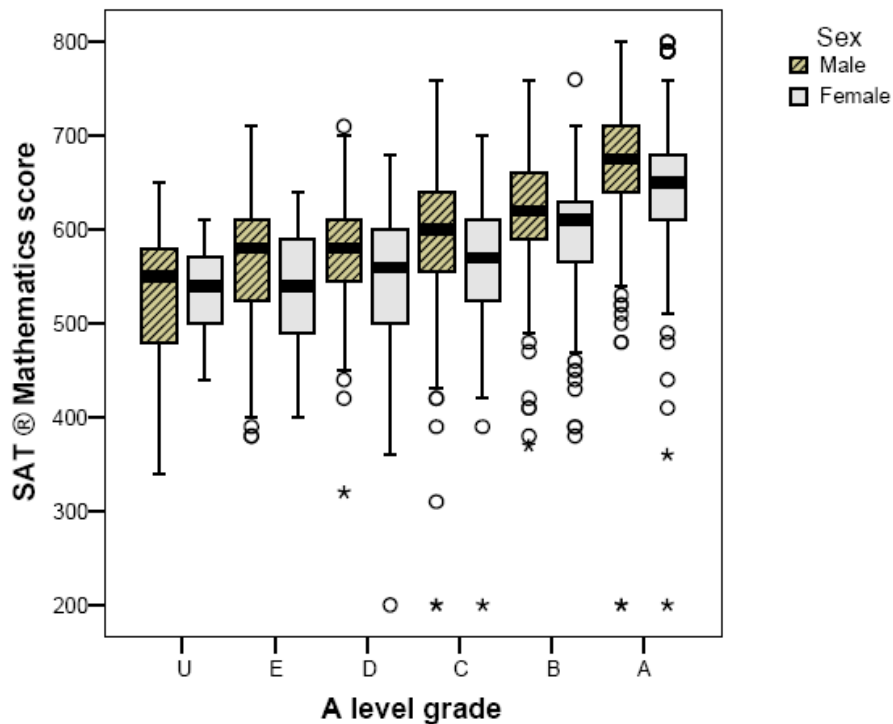 Sex
Male
Female
SAT ® Mathematics score
800
700
600
500
400
300
200
U E D C B A
A level grade